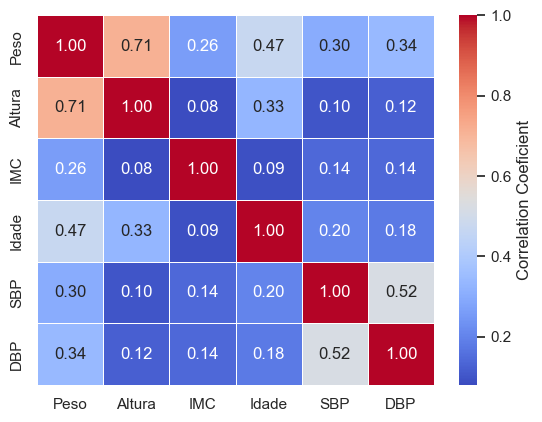 Peso 1.00 0.71 0.26 0.47 0.30 0.34
Altura 0.71 1.00 0.08 0.33 0.10 0.12
IMC 0.26 0.08 1.00 0.09 0.14 0.14
Idade 0.47 0.33 0.09 1.00 0.20 0.18
SBP 0.30 0.10 0.14 0.20 1.00 0.52
DBP 0.34 0.12 0.14 0.18 0.52 1.00
Peso Altura IMC Idade SBP DBP
1.0
0.8
0.6
0.4
0.2
Correlation Coeficient